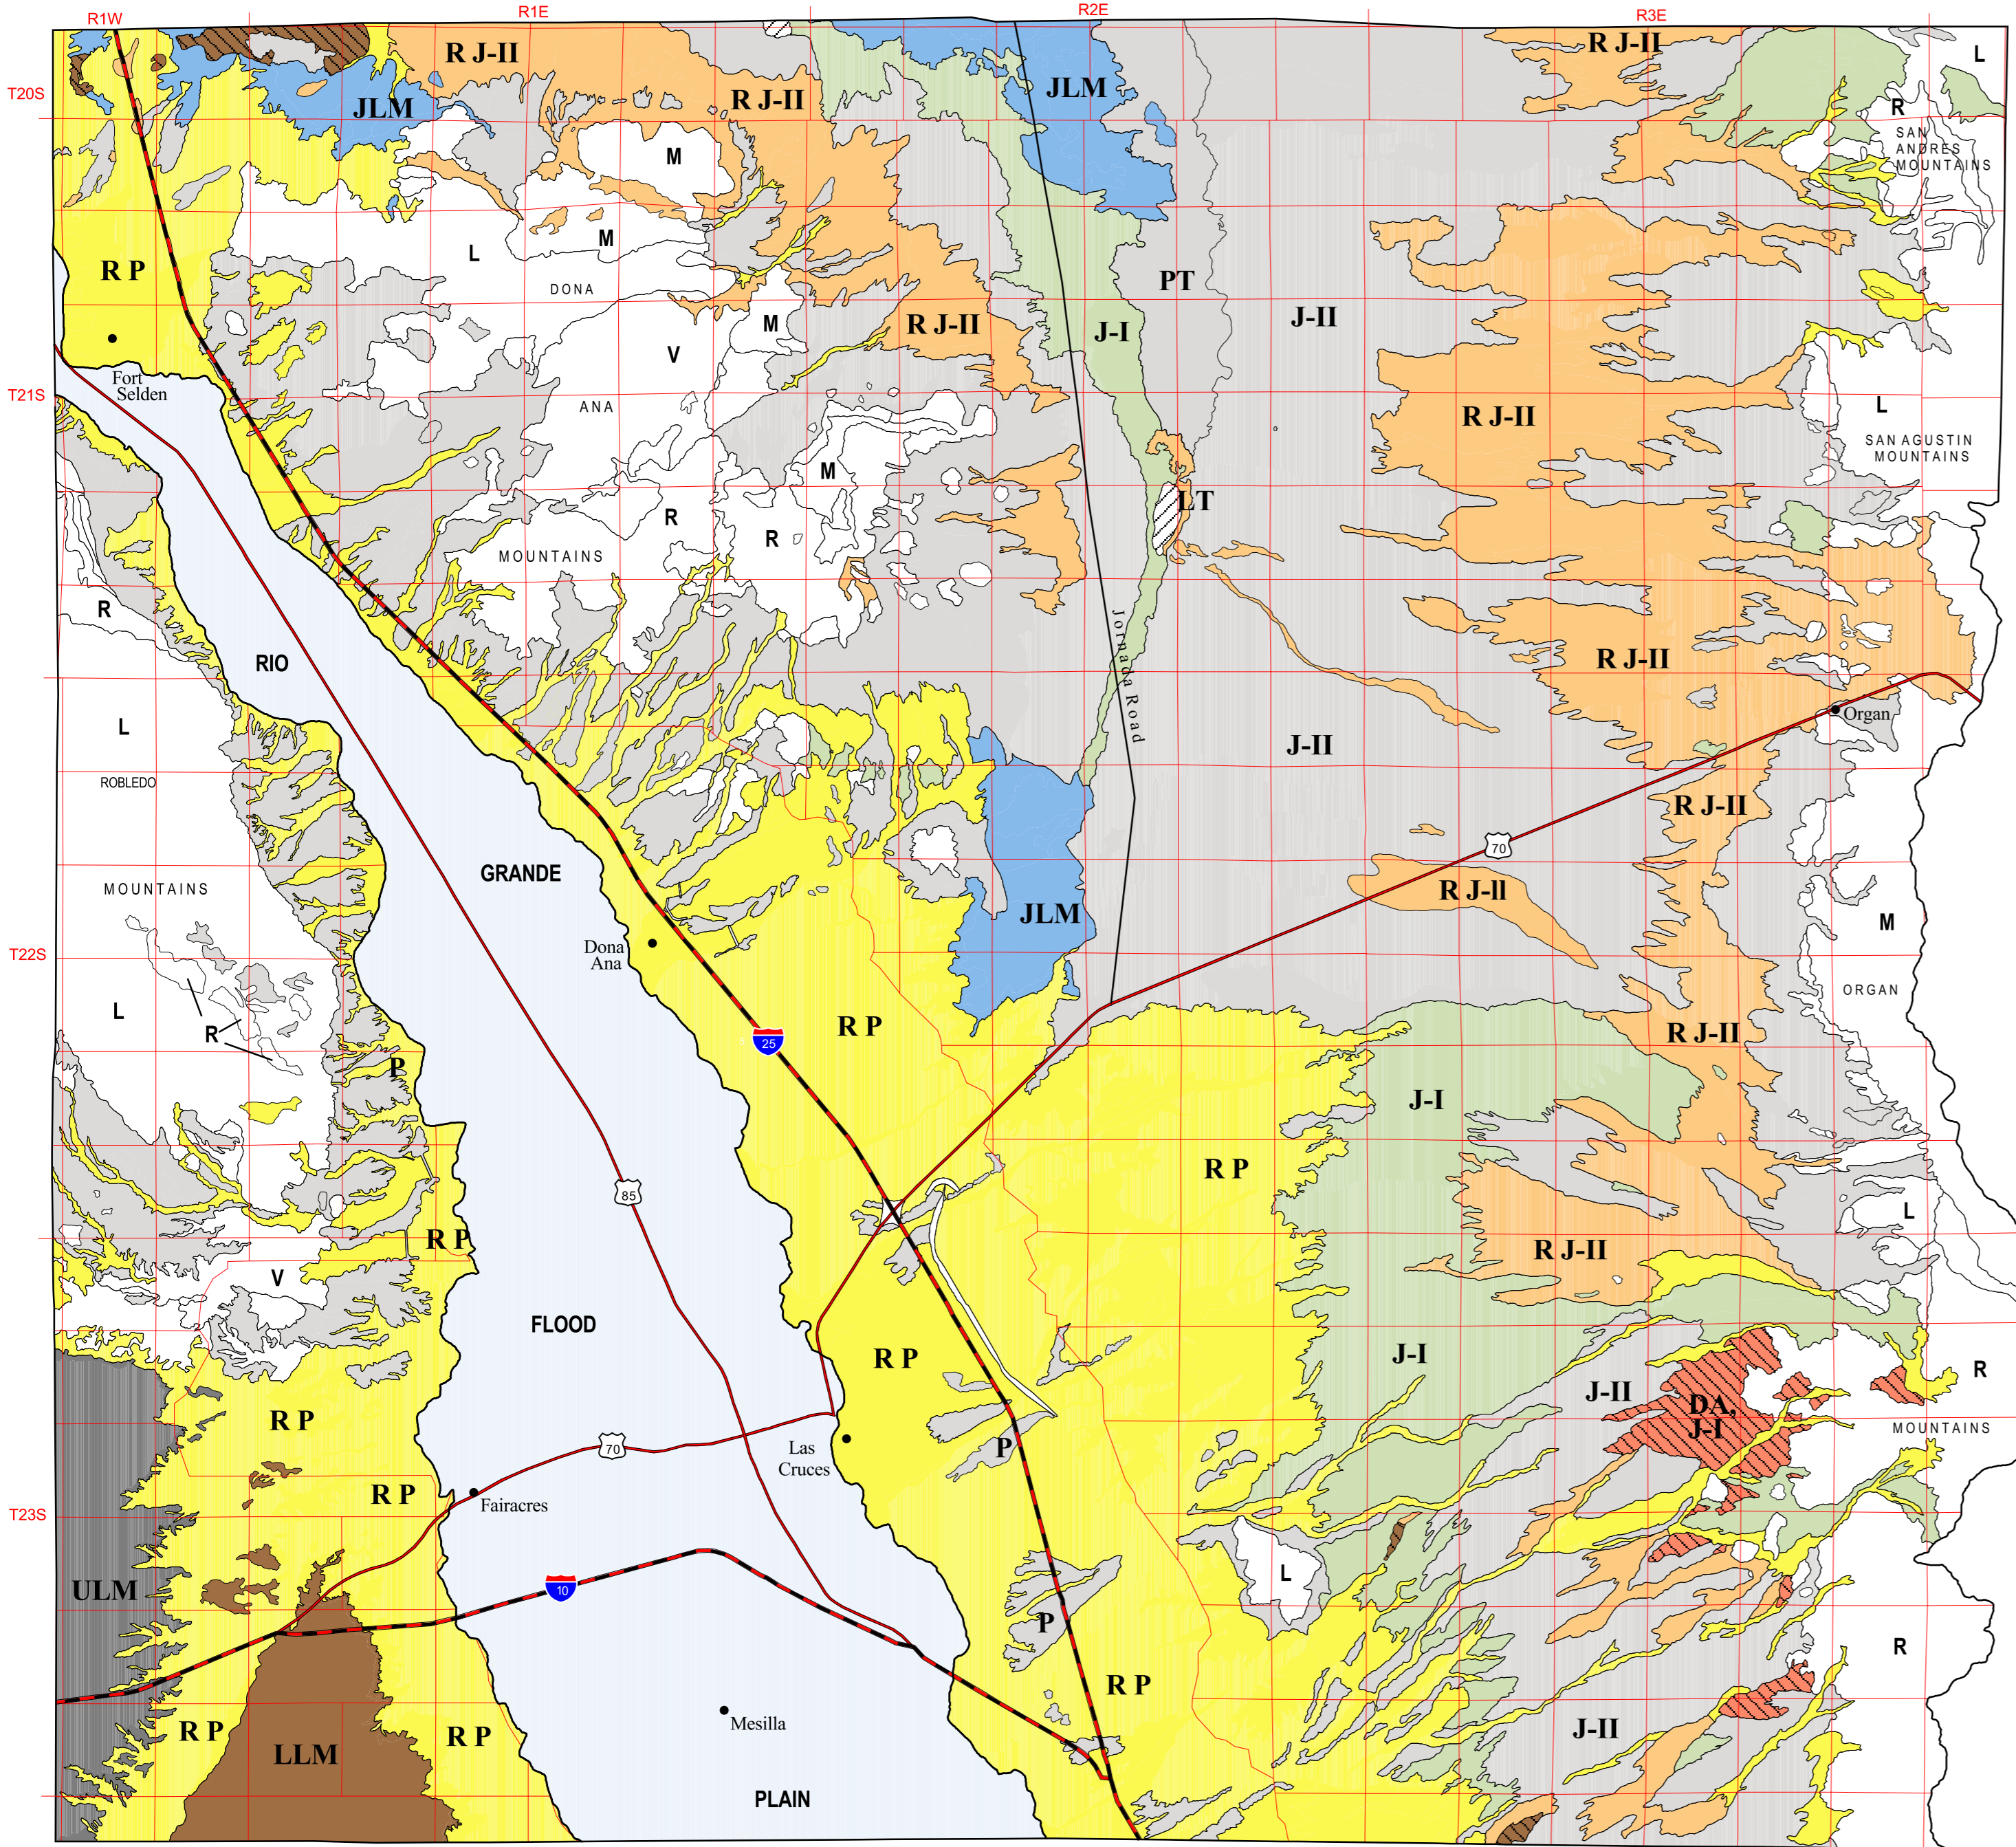 R1W
R1E
R2E
R3E
R J-II
R J-II
L
T20S
JLM
R J-II
JLM
R
SAN
ANDRES
MOUNTAINS
M
M
L
R P
DONA
PT
J-II
M
R J-II
J-I
V
Fort
Selden
T21S
ANA
R J-II
L
SAN AGUSTIN
MOUNTAINS
M
LT
R
R
MOUNTAINS
R
Jornada Road
RIO
R J-II
Organ
L
J-II
ROBLEDO
R J-II
70
GRANDE
MOUNTAINS
R J-ll
JLM
M
Dona
Ana
T22S
ORGAN
L
R
R P
R J-II
25
P
J-I
R P
85
L
R P
R J-II
V
FLOOD
R P
J-I
R
J-II
DA,
J-I
R P
MOUNTAINS
70
Las
Cruces
P
R P
Fairacres
T23S
ULM
10
L
P
R
R P
Mesilla
R P
R P
J-II
LLM
PLAIN